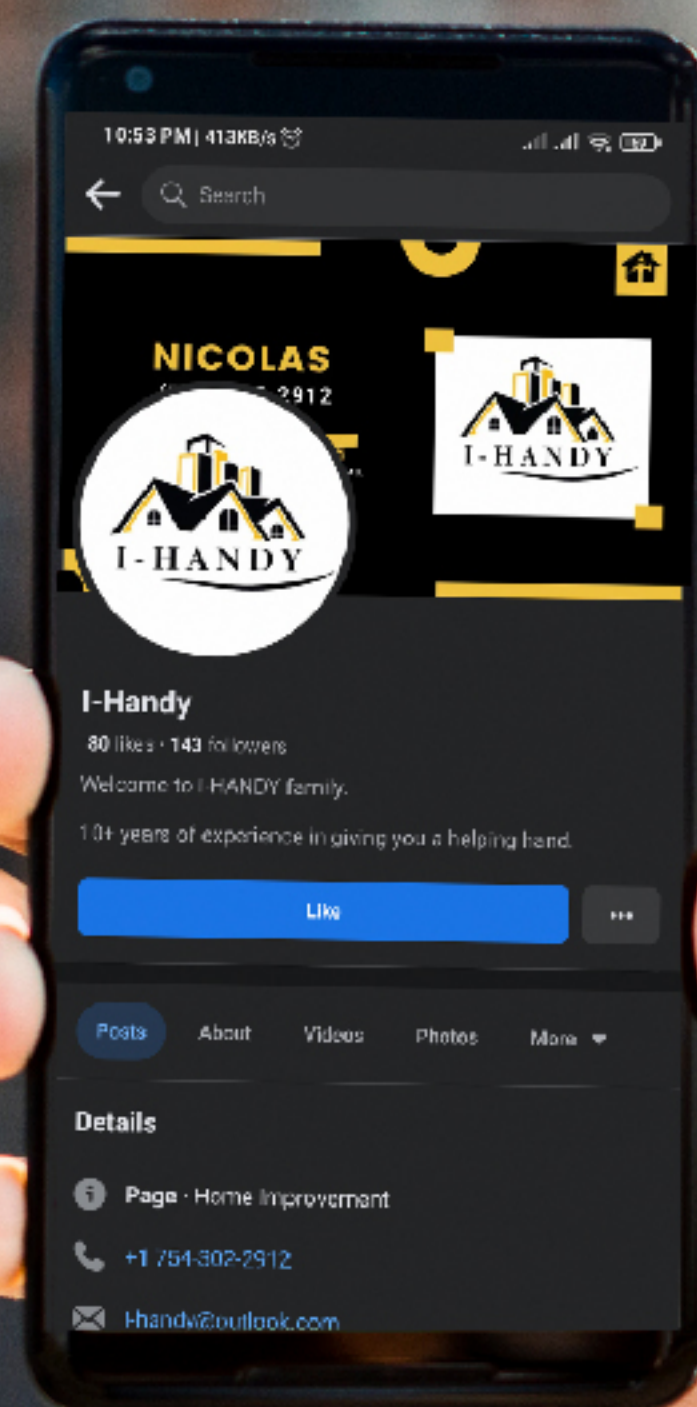 10:53 PM | 413KB/s
Search
NICOLAS
2912
I-HANDY
I-HANDY
I-Handy
80 likes · 143 followers
Welcome to I-HANDY family.
10+ years of experience in giving you a helping hand.
Like
Posts About Videos Photos More
Details
Page · Home Improvement
+1 754-302-2912
I-handy@outlook.com